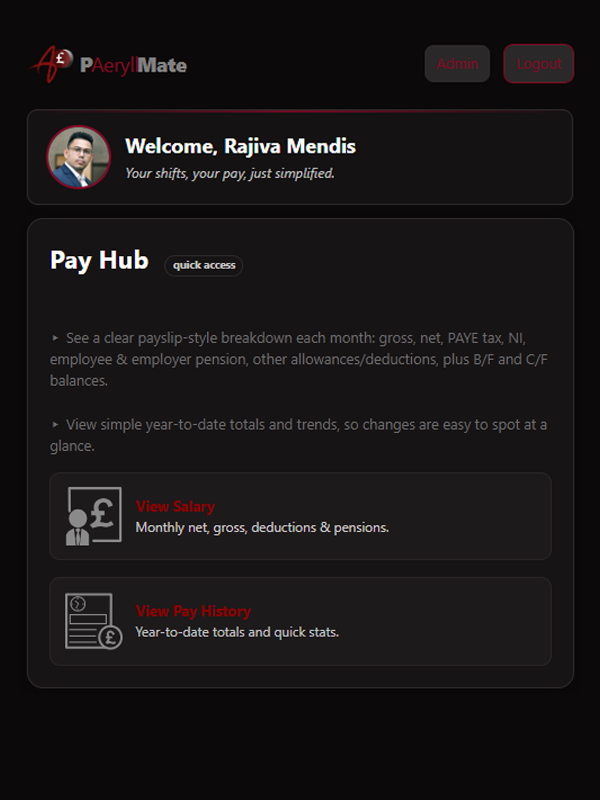 PAeryllMate
Admin
Logout
Welcome, Rajiva Mendis
Your shifts, your pay, just simplified.
Pay Hub
quick access
‣ See a clear payslip-style breakdown each month: gross, net, PAYE tax, NI,
employee & employer pension, other allowances/deductions, plus B/F and C/F
balances.
‣ View simple year-to-date totals and trends, so changes are easy to spot at a
glance.
View Salary
Monthly net, gross, deductions & pensions.
View Pay History
Year-to-date totals and quick stats.